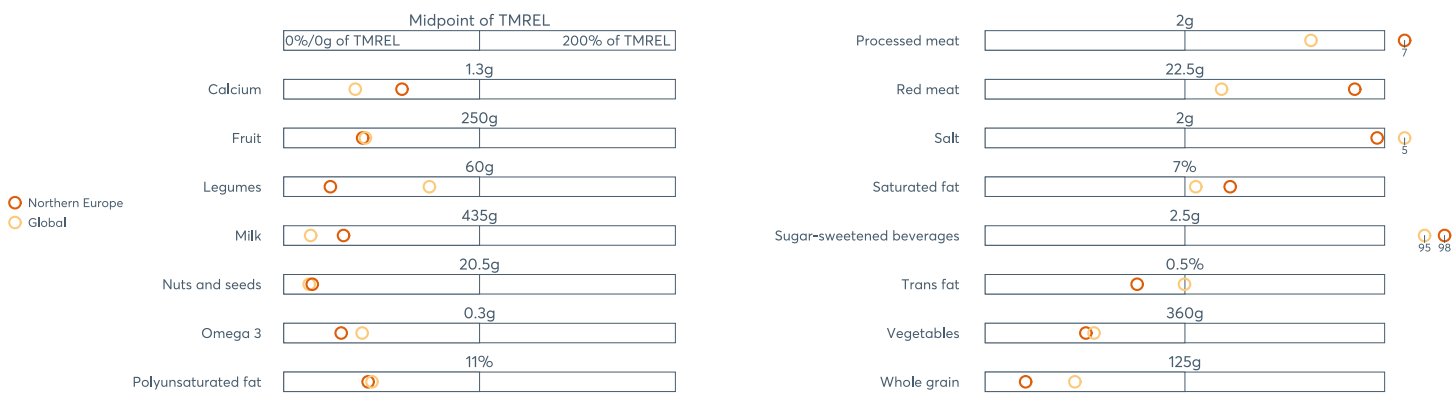 Midpoint of TMREL
0%/0g of TMREL
200% of TMREL
Calcium
1.3g
Fruit
250g
Legumes
60g
Northern Europe
Global
Milk
435g
Nuts and seeds
20.5g
Omega 3
0.3g
Polyunsaturated fat
11%
Processed meat
2g
7
Red meat
22.5g
Salt
2g
5
Saturated fat
7%
Sugar-sweetened beverages
2.5g
95
98
Trans fat
0.5%
Vegetables
360g
Whole grain
125g